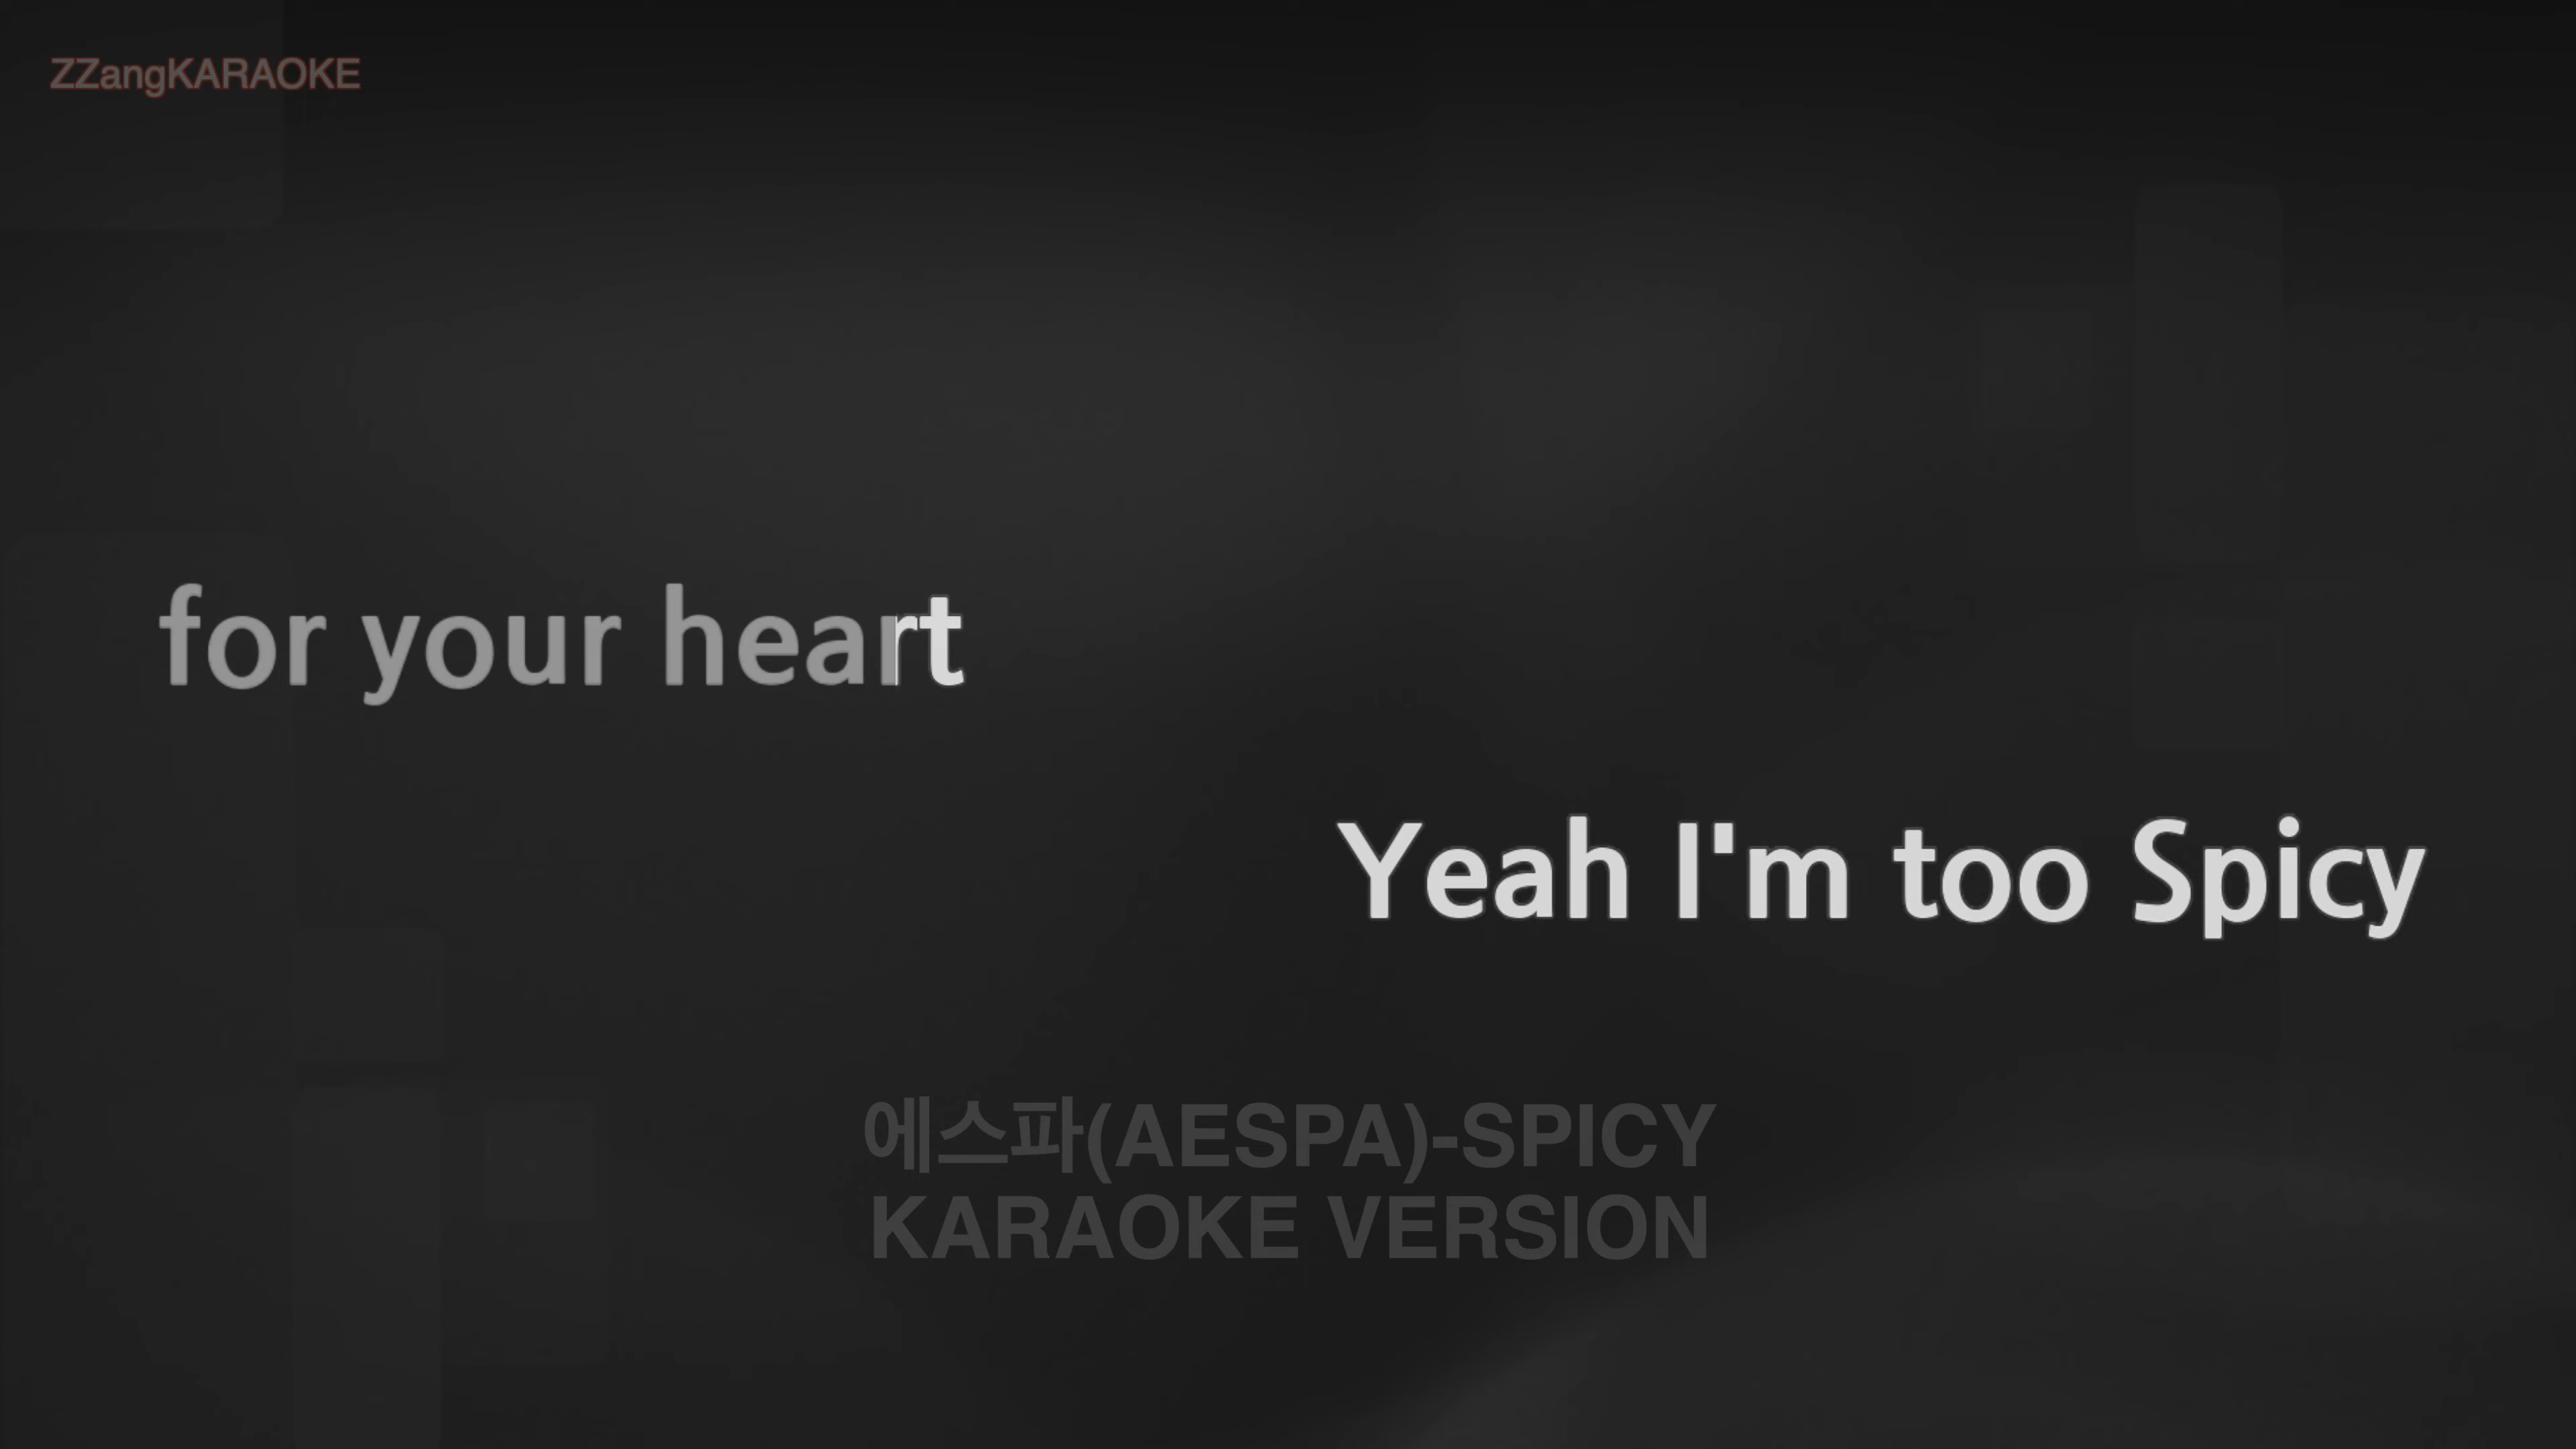 ZZangKARAOKE
for your heart
Yeah I'm too Spicy
에스파(AESPA)-SPICY
KARAOKE VERSION